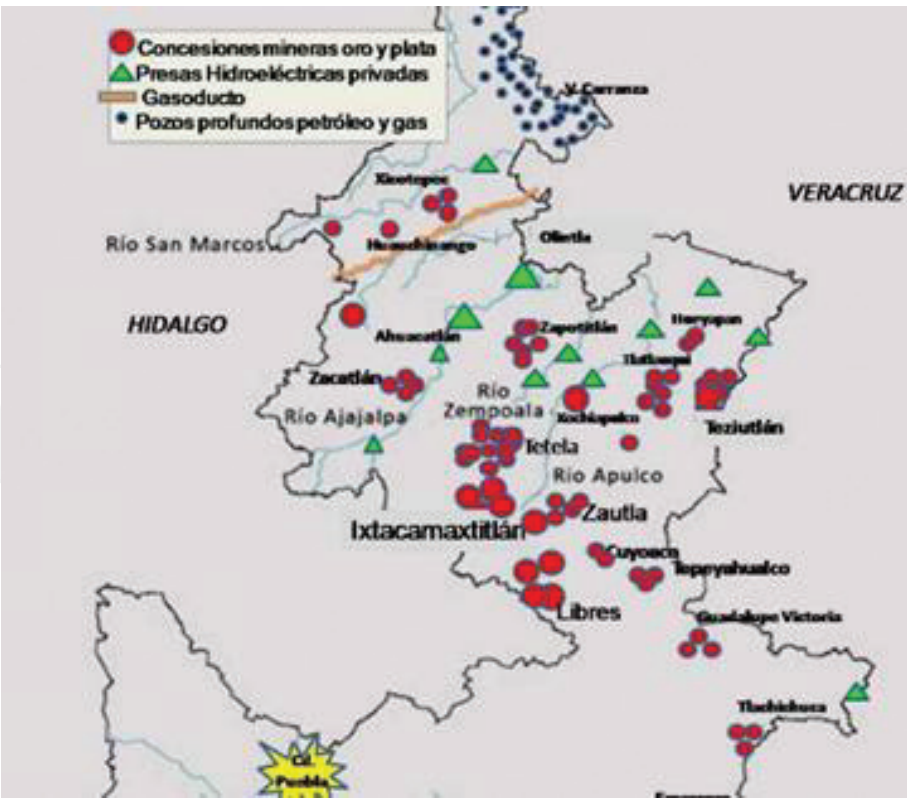 Concesiones mineras oro y plata
Presas Hidroeléctricas privadas
Gasoducto
Pozos profundos petróleo y gas
V. Carranza
Xicotepec
VERACRUZ
Río San Marcos
Huauchinango
Olintla
HIDALGO
Ahuacatlán
Zapotitlán
Hueyapan
Tlatlauqui
Zacatlán
Río Ajajalpa
Río
Zempoala
Xochiapulco
Teziutlán
Tetela
Río Apulco
Ixtacamaxtitlán
Zautla
Cuyoaco
Tepeyahualco
Libres
Guadalupe Victoria
Tlachichuca
Cd.
Puebla